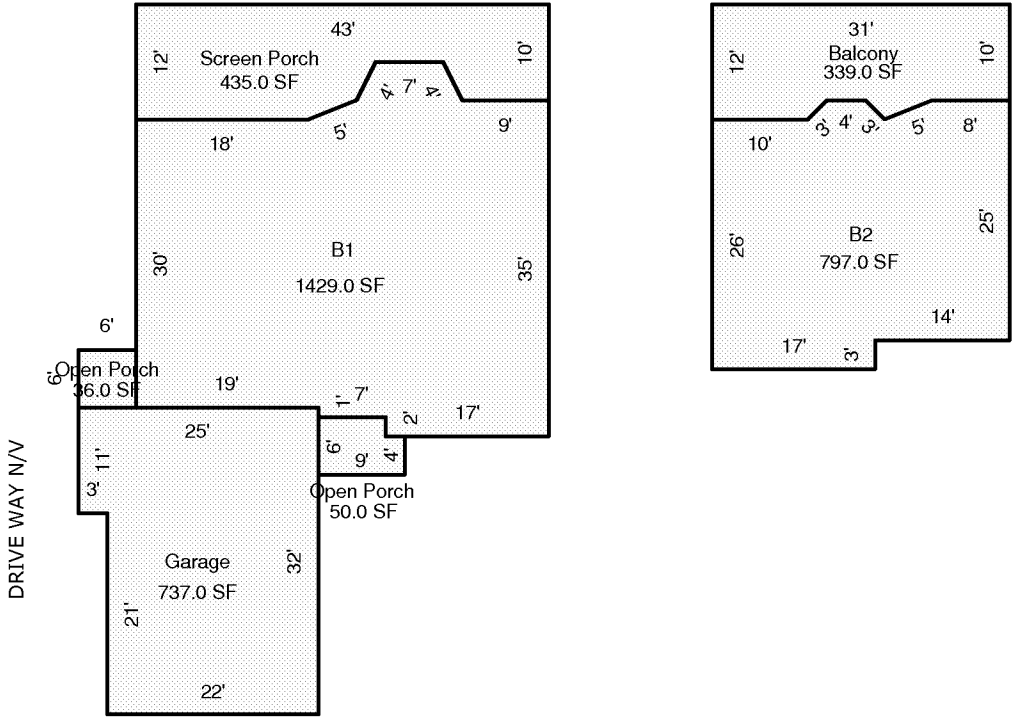 43'
12'
Screen Porch
435.0 SF
10'
4'
7'
4'
18'
5'
9'
B1
1429.0 SF
30'
35'
6'
6'
Open Porch
36.0 SF
19'
7'
1'
2'
17'
25'
11'
3'
6'
9'
4'
Open Porch
50.0 SF
DRIVE WAY N/V
Garage
737.0 SF
32'
21'
22'
31'
12'
Balcony
339.0 SF
10'
10'
3'
4'
3'
5'
8'
26'
B2
797.0 SF
25'
14'
17'
3'